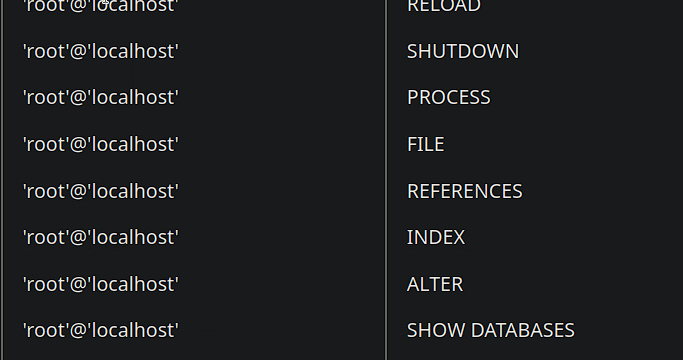 'root'@'localhost' RELOAD
'root'@'localhost' SHUTDOWN
'root'@'localhost' PROCESS
'root'@'localhost' FILE
'root'@'localhost' REFERENCES
'root'@'localhost' INDEX
'root'@'localhost' ALTER
'root'@'localhost' SHOW DATABASES